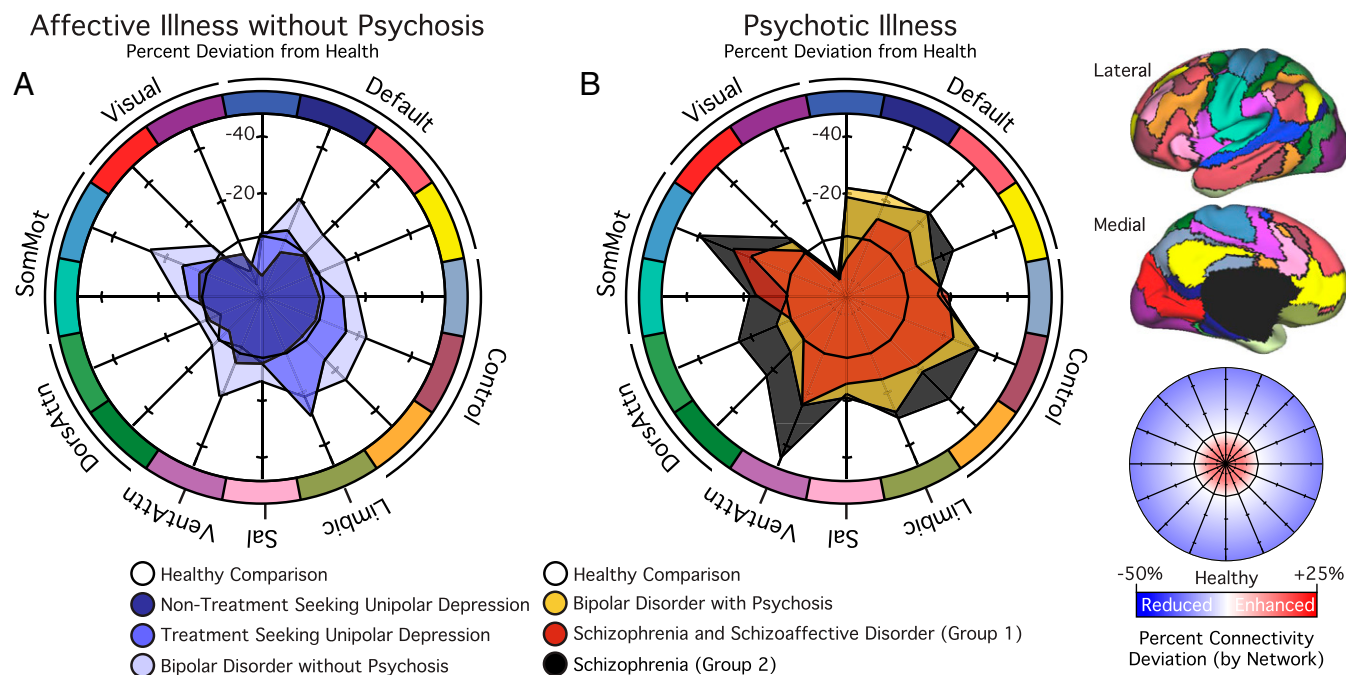 Affective Illness without Psychosis
Percent Deviation from Health
A
Visual
Default
SomMot
Control
DorsAttn
VentAttn
Sal
Limbic
-40
-20
Healthy Comparison
Non-Treatment Seeking Unipolar Depression
Treatment Seeking Unipolar Depression
Bipolar Disorder without Psychosis
Psychotic Illness
Percent Deviation from Health
B
Visual
Default
SomMot
Control
DorsAttn
VentAttn
Sal
Limbic
-40
-20
Healthy Comparison
Bipolar Disorder with Psychosis
Schizophrenia and Schizoaffective Disorder (Group 1)
Schizophrenia (Group 2)
Lateral
Medial
-50% Healthy +25%
Reduced Enhanced
Percent Connectivity
Deviation (by Network)